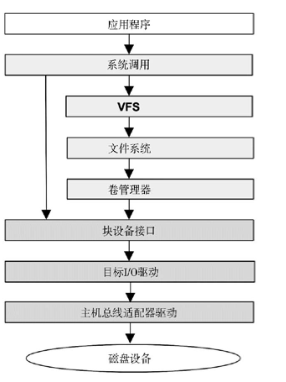 应用程序
系统调用
VFS
文件系统
卷管理器
块设备接口
目标I/O驱动
主机总线适配器驱动
磁盘设备